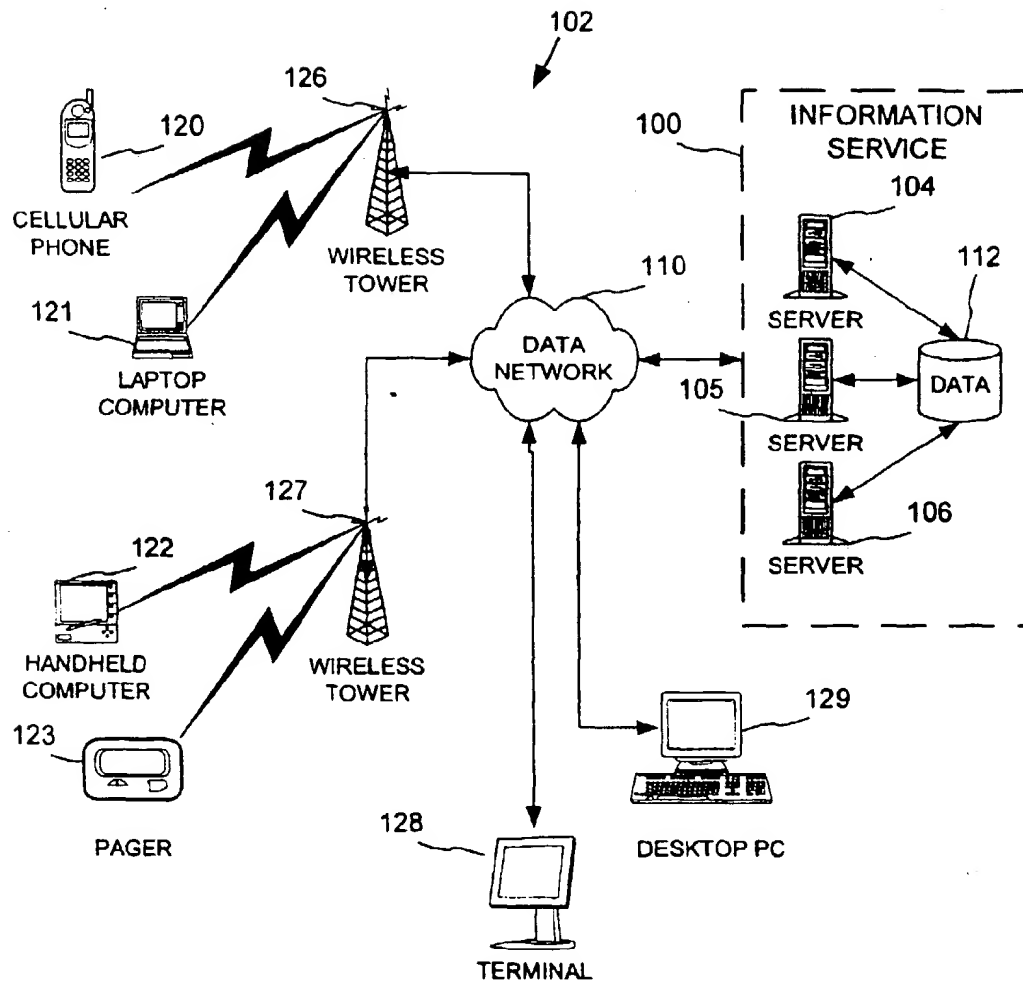 102
126
120
CELLULAR
PHONE
WIRELESS
TOWER
121
LAPTOP
COMPUTER
110
DATA
NETWORK
100
INFORMATION
SERVICE
104
SERVER
112
DATA
105
SERVER
106
SERVER
127
122
HANDHELD
COMPUTER
WIRELESS
TOWER
123
PAGER
129
DESKTOP PC
128
TERMINAL